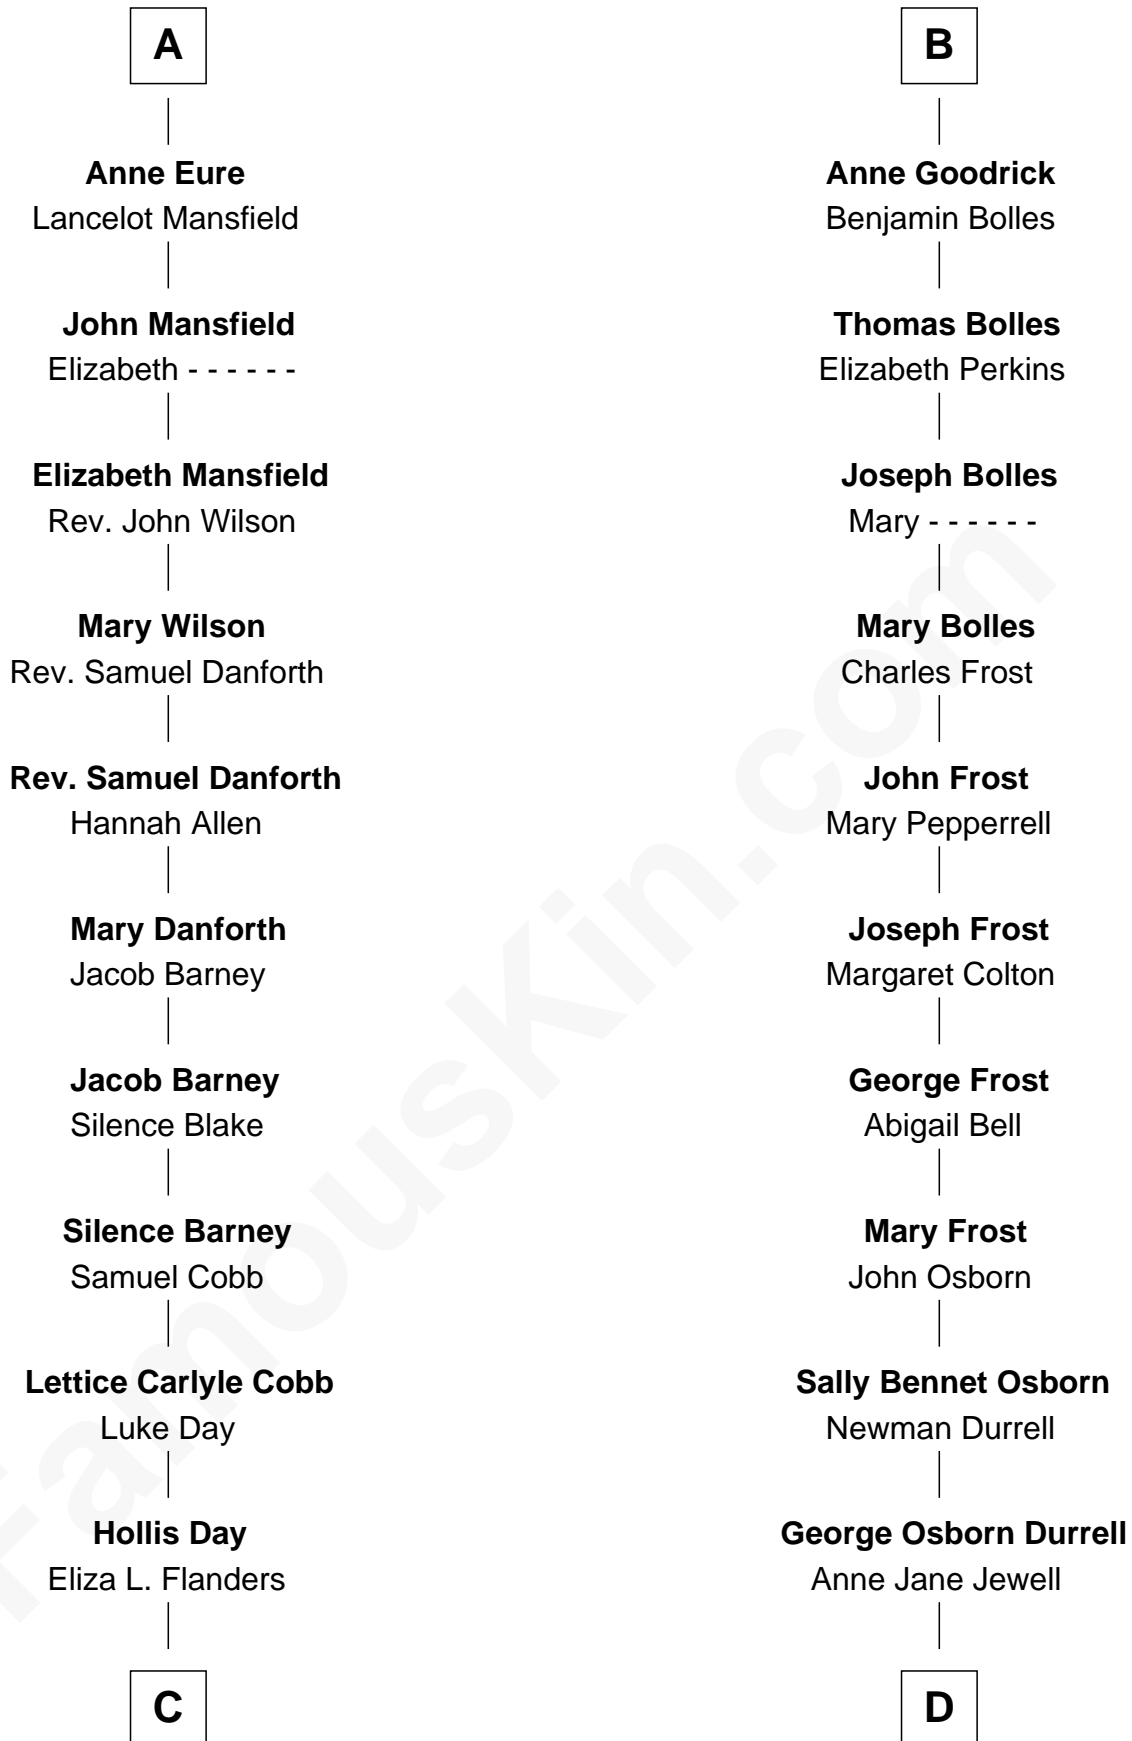 A
Anne Eure
Lancelot Mansfield
John Mansfield
Elizabeth - - - - - -
Elizabeth Mansfield
Rev. John Wilson
Mary Wilson
Rev. Samuel Danforth
Rev. Samuel Danforth
Hannah Allen
Mary Danforth
Jacob Barney
Jacob Barney
Silence Blake
Silence Barney
Samuel Cobb
Lettice Carlyle Cobb
Luke Day
Hollis Day
Eliza L. Flanders
C
B
Anne Goodrick
Benjamin Bolles
Thomas Bolles
Elizabeth Perkins
Joseph Bolles
Mary - - - - - -
Mary Bolles
Charles Frost
John Frost
Mary Pepperrell
Joseph Frost
Margaret Colton
George Frost
Abigail Bell
Mary Frost
John Osborn
Sally Bennet Osborn
Newman Durrell
George Osborn Durrell
Anne Jane Jewell
D
FamousKin.com